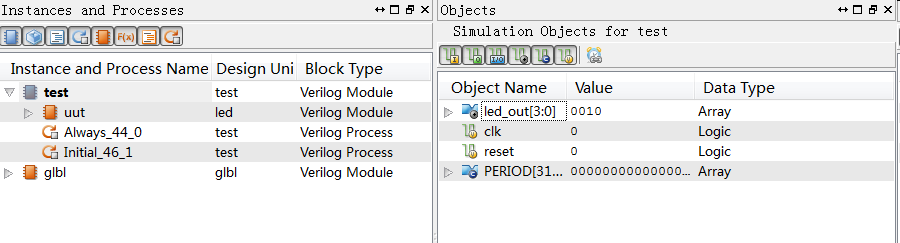 Instances and Processes
F(x)
Instance and Process Name Design Uni Block Type
test test Verilog Module
uut led Verilog Module
Always_44_0 test Verilog Process
Initial_46_1 test Verilog Process
glbl glbl Verilog Module
Objects
Simulation Objects for test
Object Name Value Data Type
led_out[3:0] 0010 Array
clk 0 Logic
reset 0 Logic
PERIOD[31... 00000000000000... Array